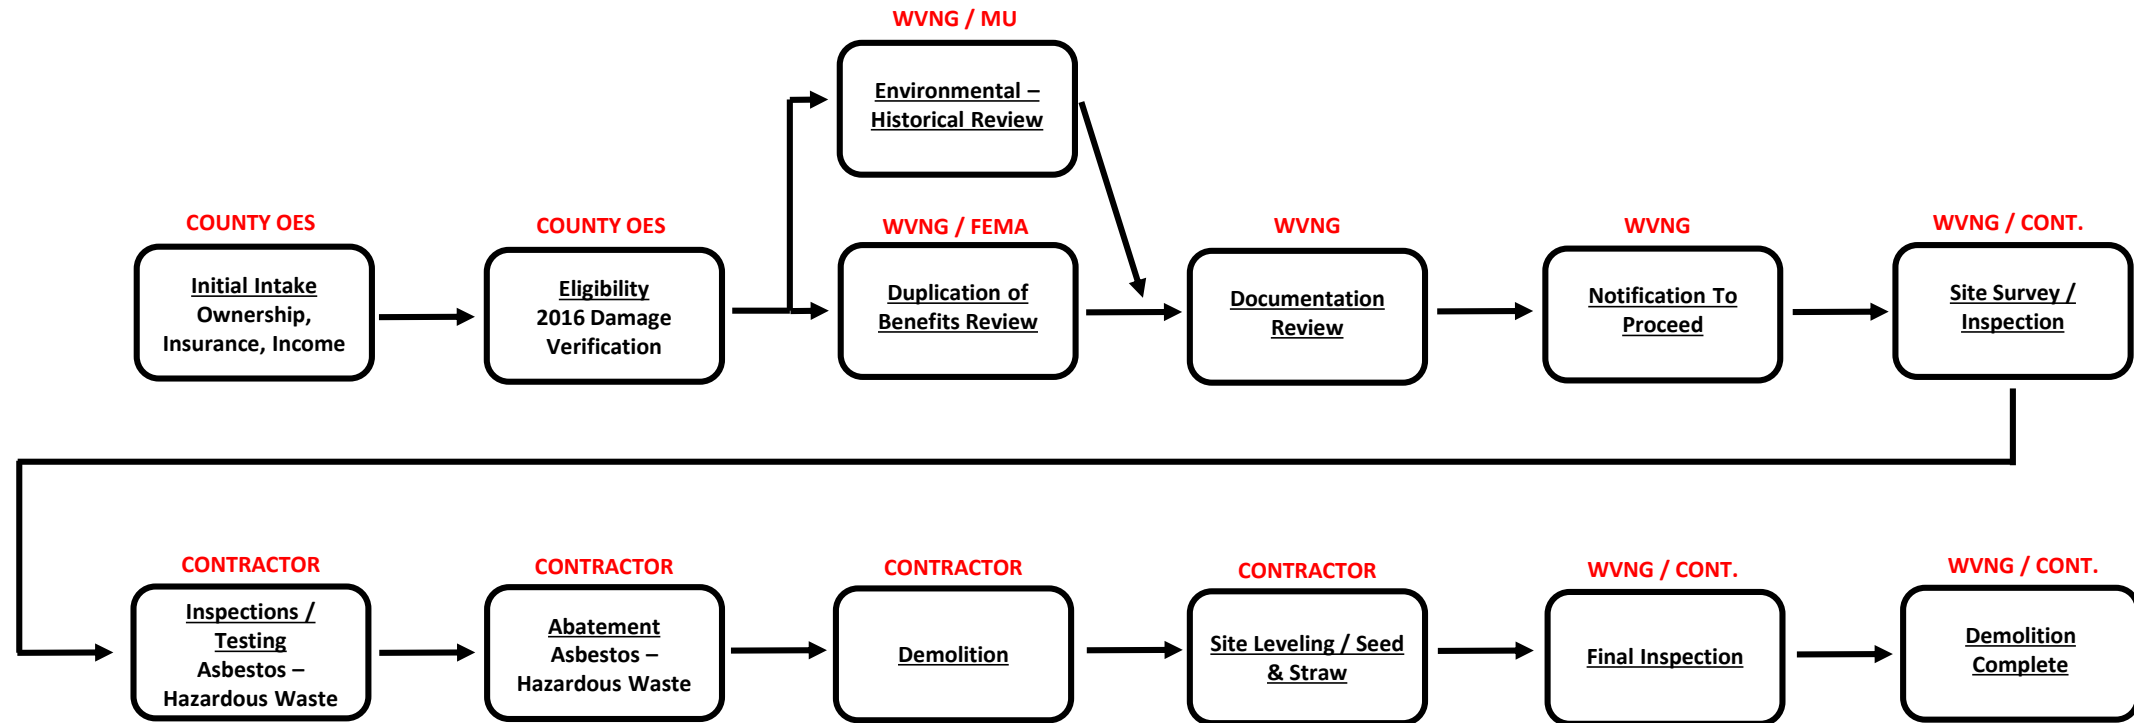 WVNG / MU
Environmental –
Historical Review
COUNTY OES
Initial Intake
Ownership,
Insurance, Income
COUNTY OES
Eligibility
2016 Damage
Verification
WVNG / FEMA
Duplication of
Benefits Review
WVNG
Documentation
Review
WVNG
Notification To
Proceed
WVNG / CONT.
Site Survey /
Inspection
CONTRACTOR
Inspections /
Testing
Asbestos –
Hazardous Waste
CONTRACTOR
Abatement
Asbestos –
Hazardous Waste
CONTRACTOR
Demolition
CONTRACTOR
Site Leveling / Seed
& Straw
WVNG / CONT.
Final Inspection
WVNG / CONT.
Demolition
Complete